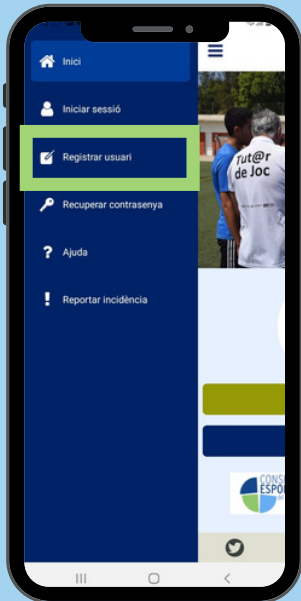 Inici
Iniciar sessió
Registrar usuari
Recuperar contrasenya
Ajuda
Reportar incidència
Tut@r
de Joc